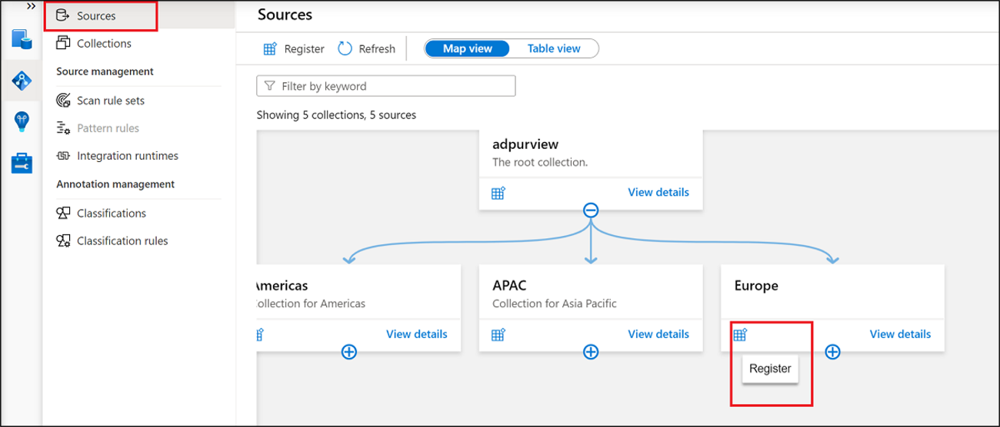 Sources
Collections
Source management
Scan rule sets
Pattern rules
Integration runtimes
Annotation management
Classifications
Classification rules
Sources
Register Refresh Map view Table view
Filter by keyword
Showing 5 collections, 5 sources
adpurview
The root collection.
View details
Americas
Collection for Americas
View details
APAC
Collection for Asia Pacific
View details
Europe
View details
Register